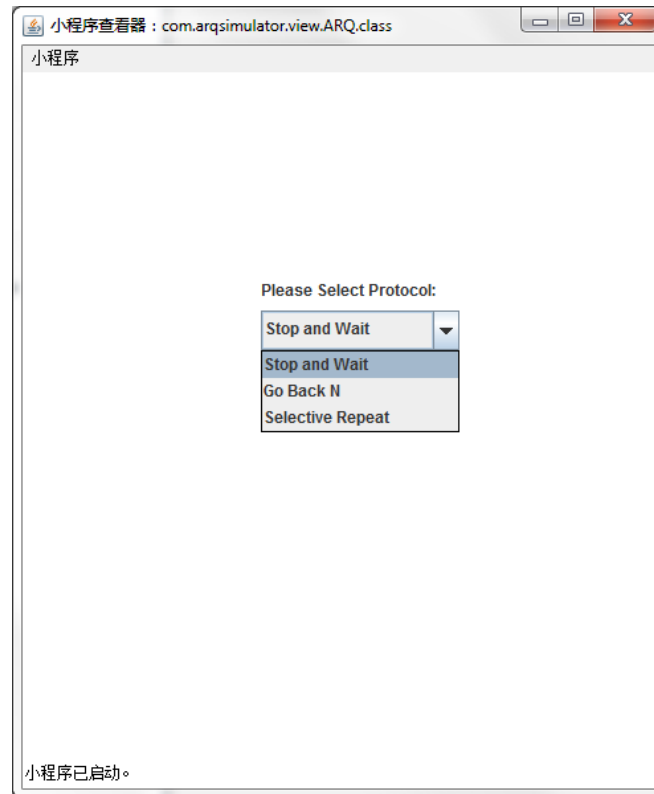 小程序查看器：com.arqsimulator.view.ARQ.class
小程序
Please Select Protocol:
Stop and Wait
Stop and Wait
Go Back N
Selective Repeat
小程序已启动。